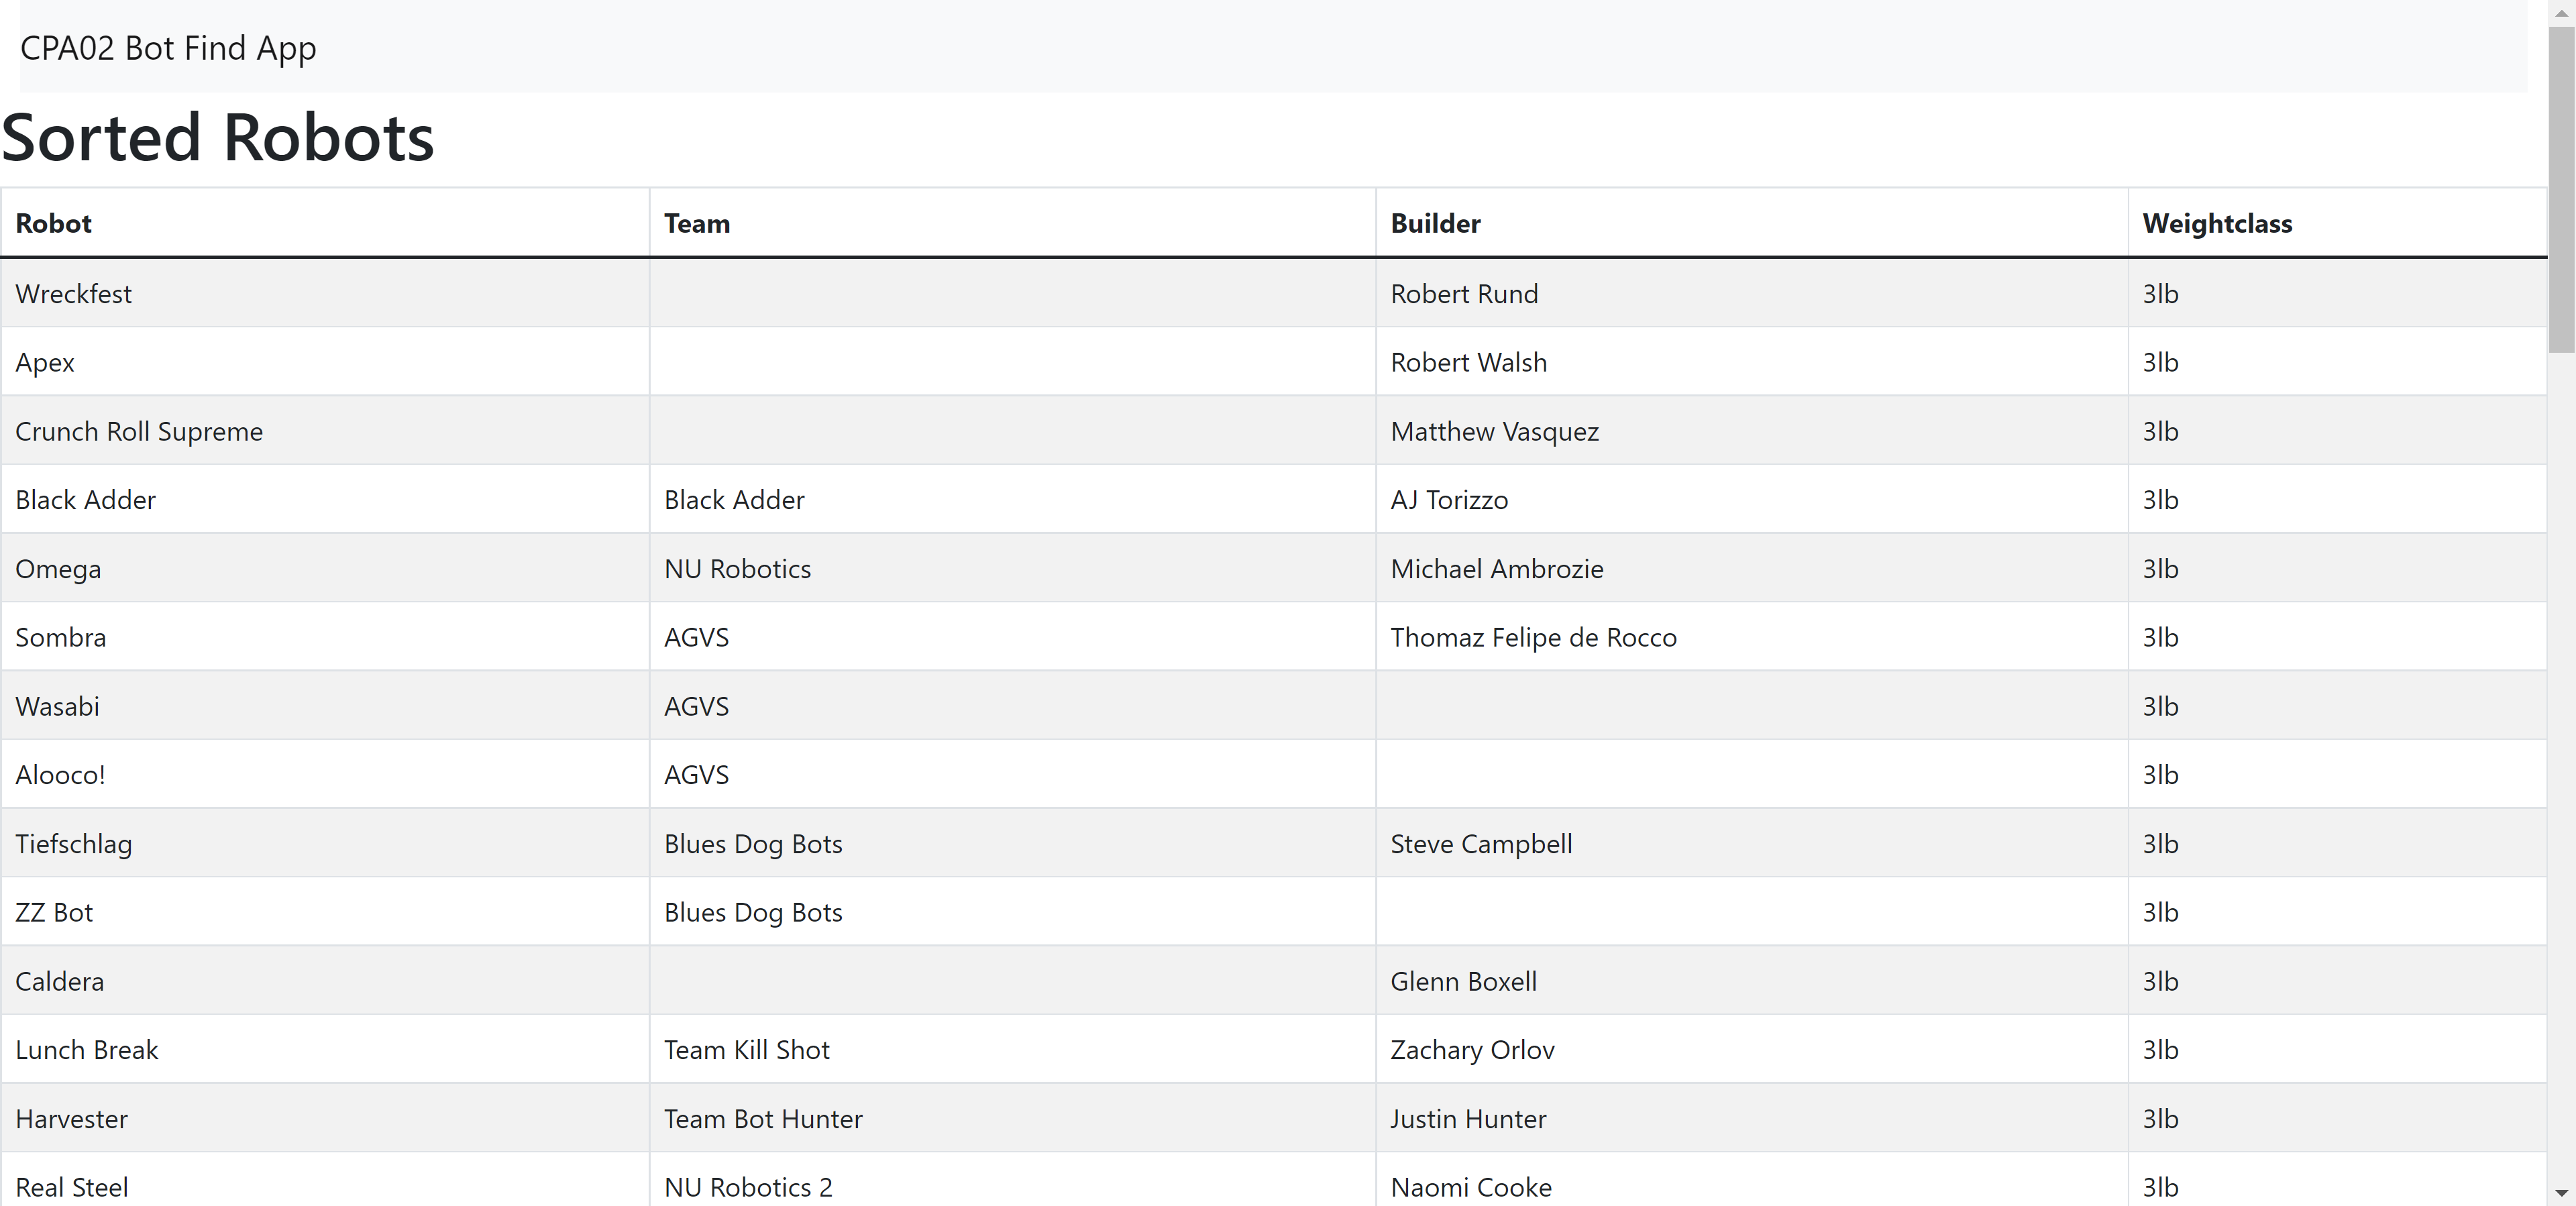 CPA02 Bot Find App
Sorted Robots
Robot Team Builder Weightclass
Wreckfest Robert Rund 3lb
Apex Robert Walsh 3lb
Crunch Roll Supreme Matthew Vasquez 3lb
Black Adder Black Adder AJ Torizzo 3lb
Omega NU Robotics Michael Ambrozie 3lb
Sombra AGVS Thomaz Felipe de Rocco 3lb
Wasabi AGVS 3lb
Alooco! AGVS 3lb
Tiefschlag Blues Dog Bots Steve Campbell 3lb
ZZ Bot Blues Dog Bots 3lb
Caldera Glenn Boxell 3lb
Lunch Break Team Kill Shot Zachary Orlov 3lb
Harvester Team Bot Hunter Justin Hunter 3lb
Real Steel NU Robotics 2 Naomi Cooke 3lb